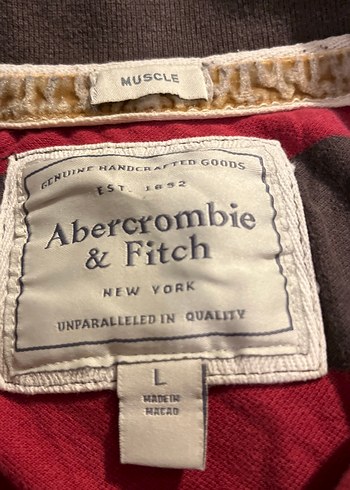 MUSCLE
GENUINE HANDCRAFTED GOODS
EST. 1892
Abercrombie
& Fitch
NEW YORK
UNPARALLELED IN QUALITY
L
MADE IN
MACAO